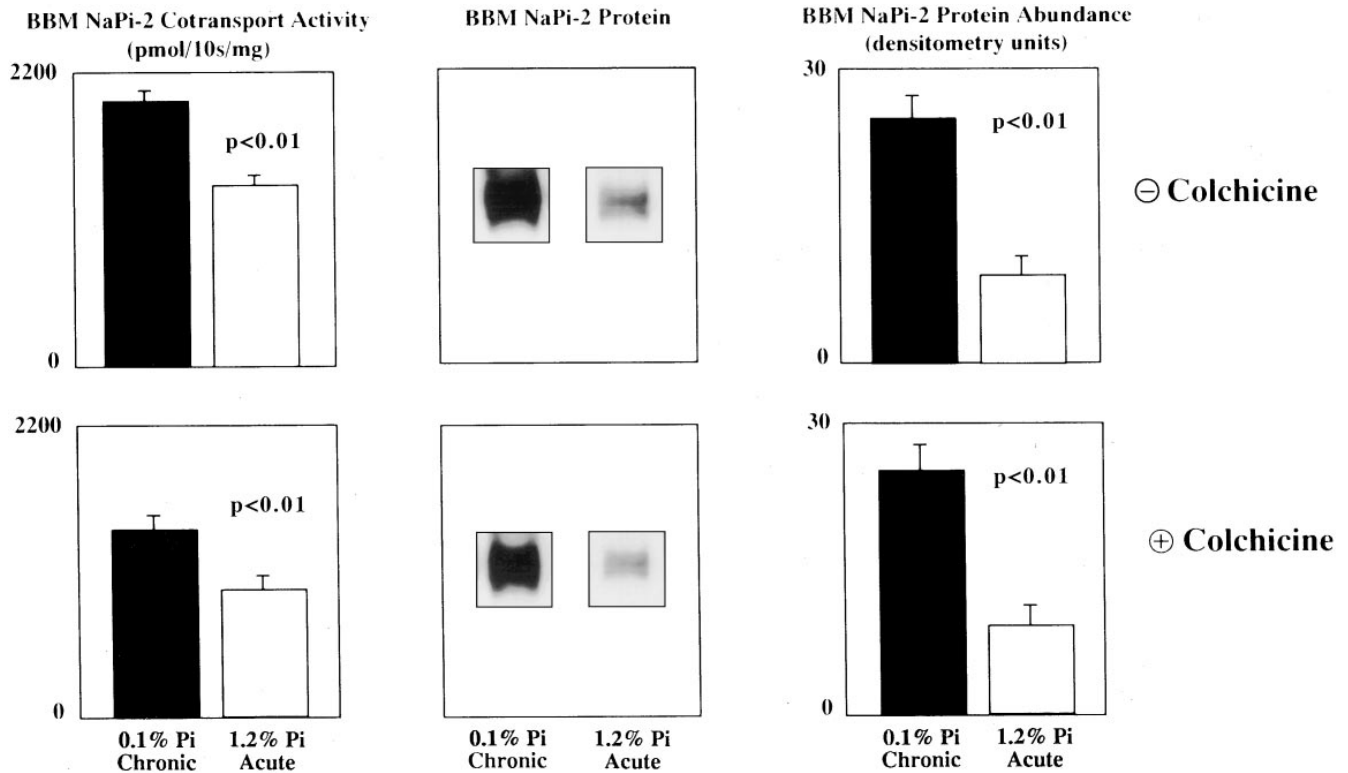 BBM NaPi-2 Cotransport Activity
(pmol/10s/mg)
BBM NaPi-2 Protein
BBM NaPi-2 Protein Abundance
(densitometry units)
2200
p<0.01
0
30
p<0.01
0
⊖ Colchicine
2200
p<0.01
0
30
p<0.01
0
⊕ Colchicine
0.1% Pi
Chronic
1.2% Pi
Acute
0.1% Pi
Chronic
1.2% Pi
Acute
0.1% Pi
Chronic
1.2% Pi
Acute